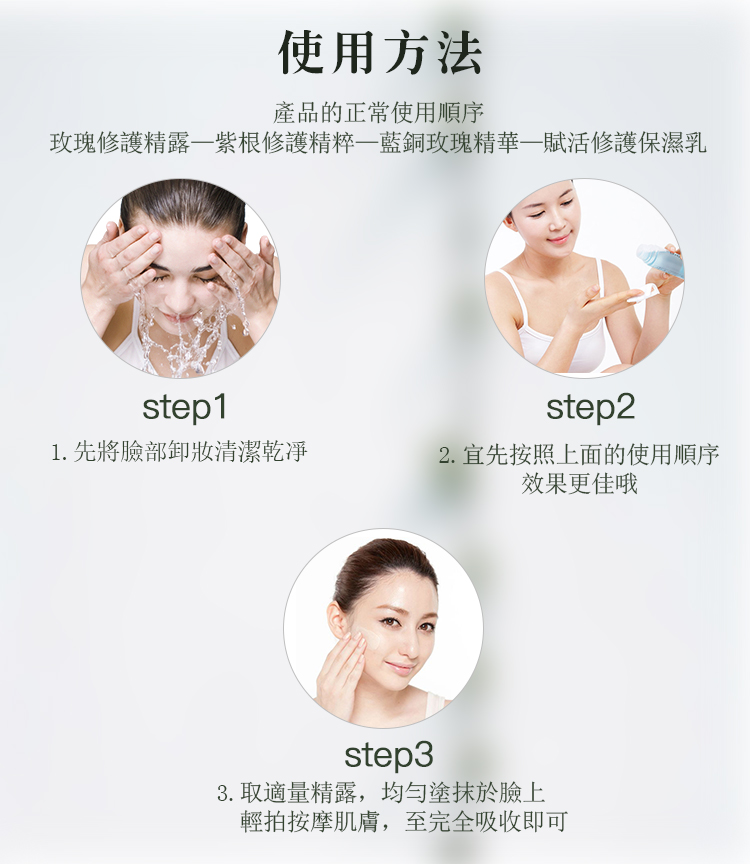 使用方法
產品的正常使用順序
玫瑰修護精露—紫根修護精粹—藍銅玫瑰精華—賦活修護保濕乳
step1
1. 先將臉部卸妝清潔乾淨
step2
2. 宜先按照上面的使用順序
效果更佳哦
step3
3. 取適量精露，均勻塗抹於臉上
輕拍按摩肌膚，至完全吸收即可